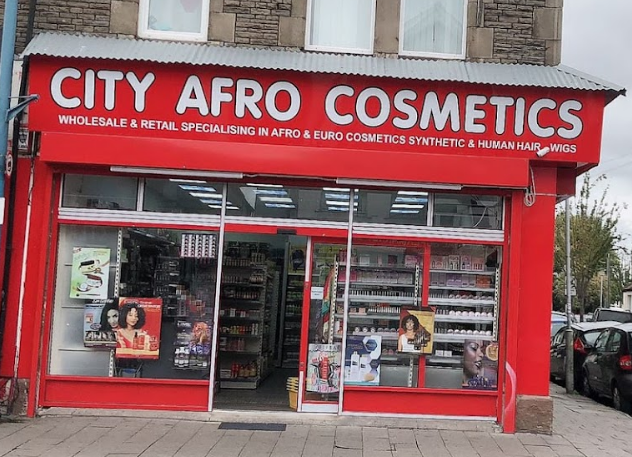 CITY AFRO COSMETICS
WHOLESALE & RETAIL SPECIALISING IN AFRO & EURO COSMETICS SYNTHETIC & HUMAN HAIR WIGS